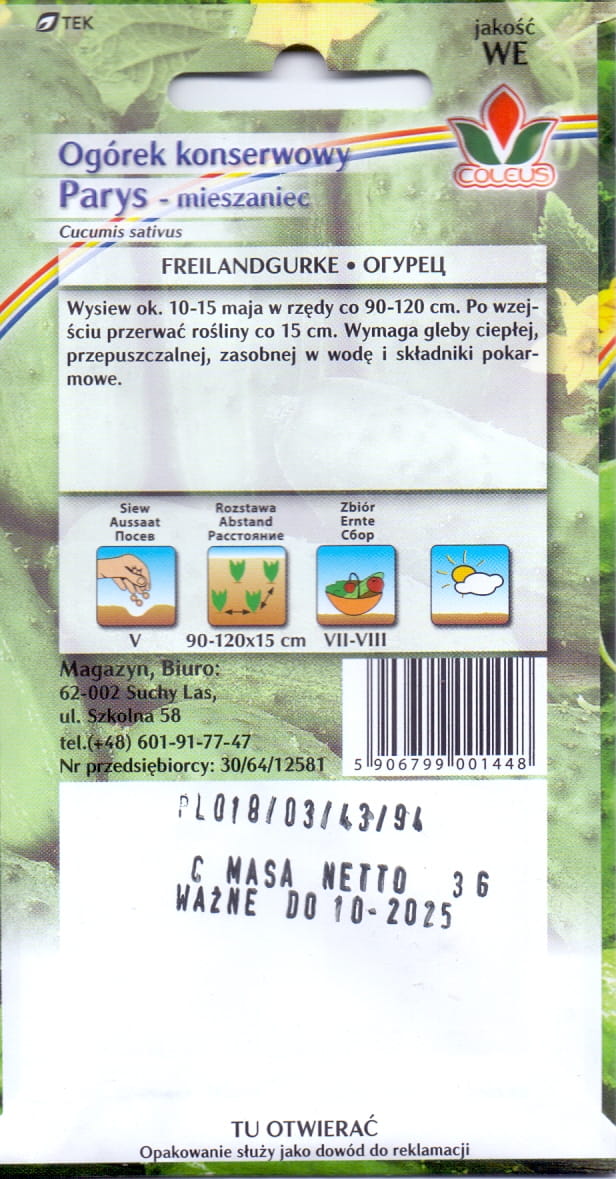 TEK
jakość
WE
COLEUS
Ogórek konserwowy
Parys - mieszaniec
Cucumis sativus
FREILANDGURKE • ОГУРЕЦ
Wysiew ok. 10-15 maja w rzędy co 90-120 cm. Po wzej-
ściu przerwać rośliny co 15 cm. Wymaga gleby ciepłej,
przepuszczalnej, zasobnej w wodę i składniki pokar-
mowe.
Siew
Aussaat
Посев
Rozstawa
Abstand
Расстояние
Zbiór
Ernte
Сбор
V
90-120x15 cm
VII-VIII
Magazyn, Biuro:
62-002 Suchy Las,
ul. Szkolna 58
tel.(+48) 601-91-77-47
Nr przedsiębiorcy: 30/64/12581
5 906799 001448
PL018/03/43/94
C MASA NETTO 3 G
WAŻNE DO 10-2025
TU OTWIERAĆ
Opakowanie służy jako dowód do reklamacji